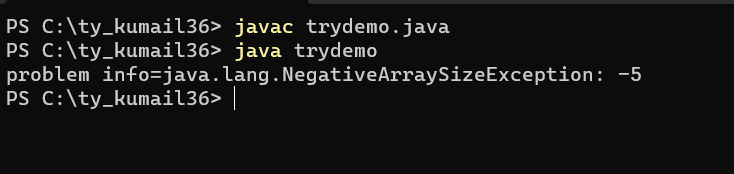 PS C:\ty_kumail36> javac trydemo.java
PS C:\ty_kumail36> java trydemo
problem info=java.lang.NegativeArraySizeException: -5
PS C:\ty_kumail36>